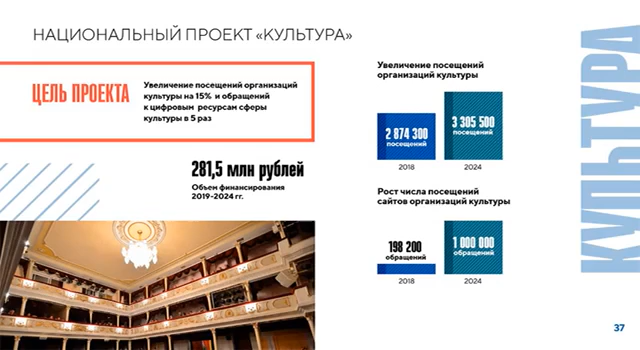 НАЦИОНАЛЬНЫЙ ПРОЕКТ «КУЛЬТУРА»
ЦЕЛЬ ПРОЕКТА
Увеличение посещений организаций
культуры на 15% и обращений
к цифровым ресурсам сферы
культуры в 5 раз
281,5 млн рублей
Объем финансирования
2019-2024 гг.
Увеличение посещений
организаций культуры
2 874 300
посещений
3 305 500
посещений
2018
2024
Рост числа посещений
сайтов организаций культуры
198 200
обращений
1 000 000
обращений
2018
2024
КУЛЬТУРА
37